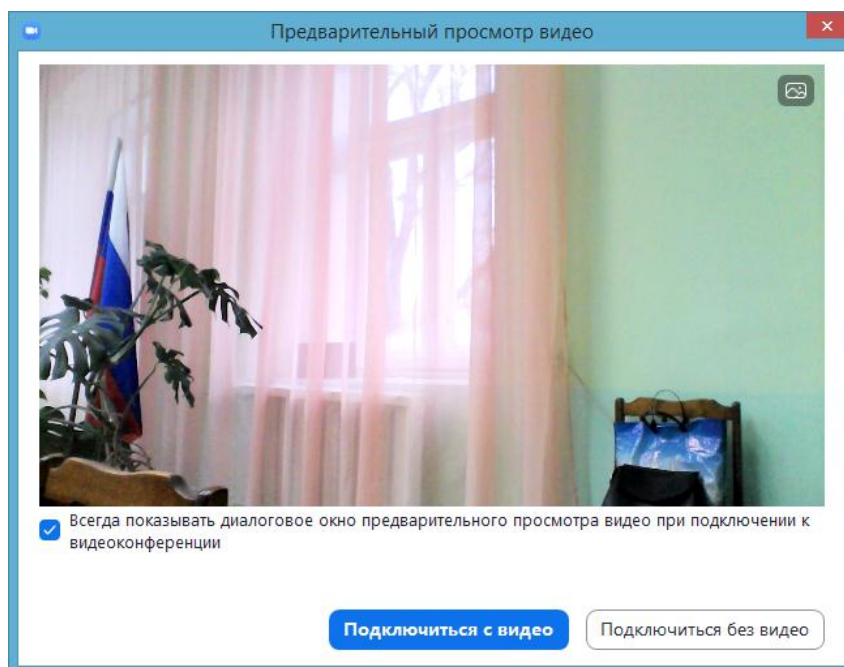 Предварительный просмотр видео
Всегда показывать диалоговое окно предварительного просмотра видео при подключении к
видеоконференции
Подключиться с видео
Подключиться без видео